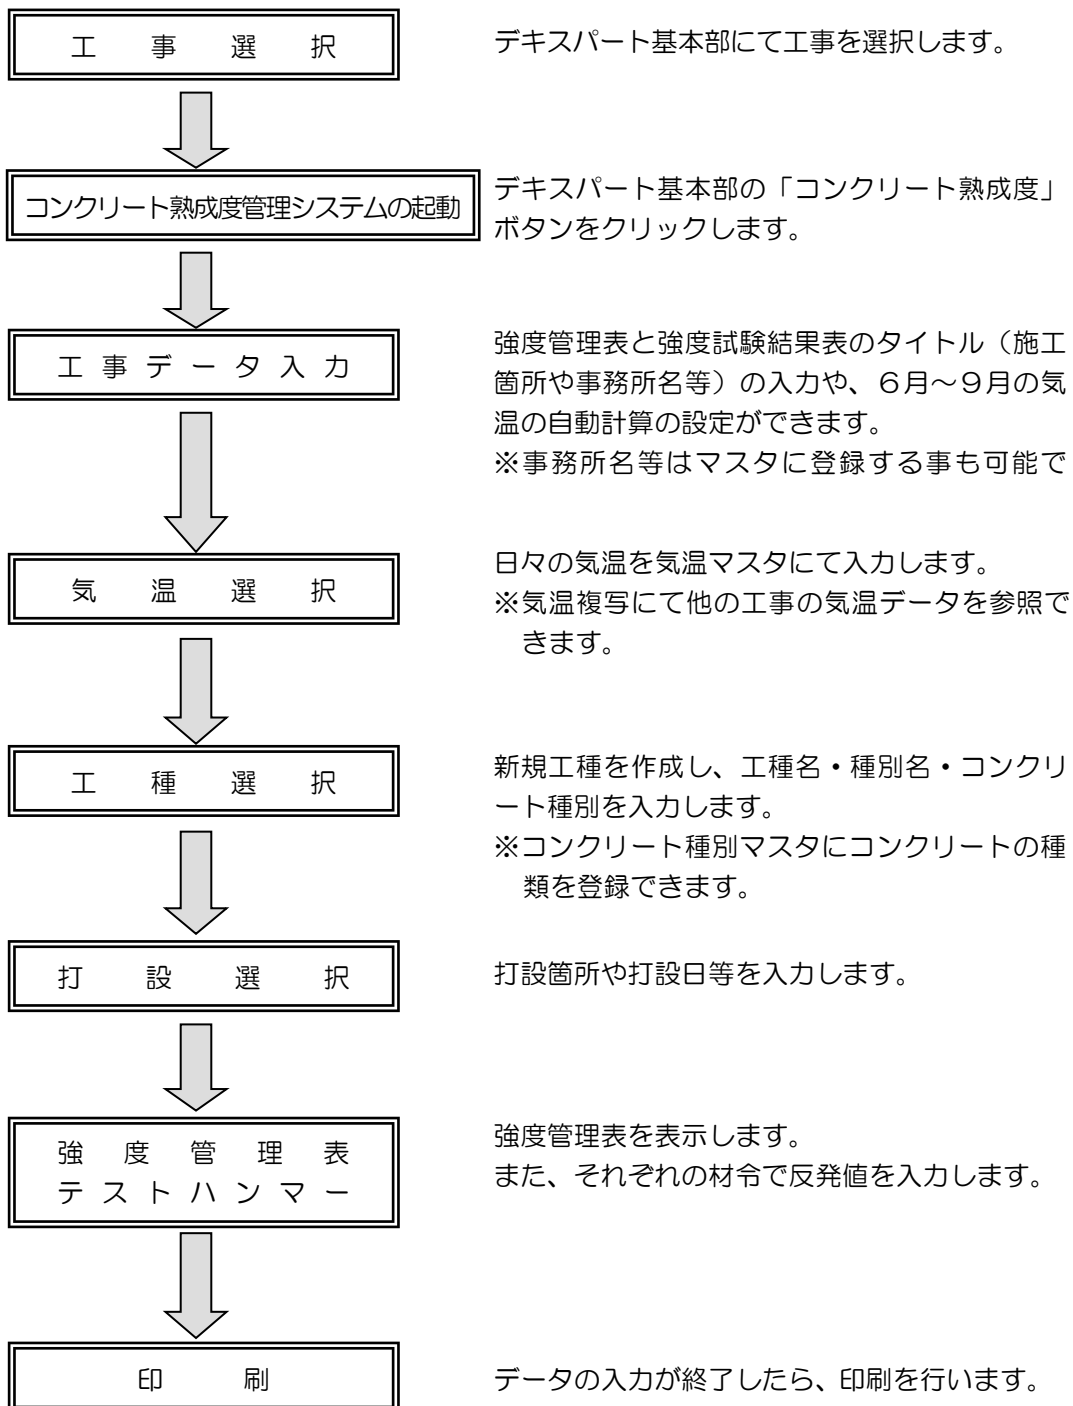 工事選択
デキスパート基本部にて工事を選択します。
コンクリート熟成度管理システムの起動
デキスパート基本部の「コンクリート熟成度」
ボタンをクリックします。
工事データ入力
強度管理表と強度試験結果表のタイトル（施工
箇所や事務所名等）の入力や、６月～９月の気
温の自動計算の設定ができます。
※事務所名等はマスタに登録する事も可能で
気温選択
日々の気温を気温マスタにて入力します。
※気温複写にて他の工事の気温データを参照で
きます。
工種選択
新規工種を作成し、工種名・種別名・コンクリ
ート種別を入力します。
※コンクリート種別マスタにコンクリートの種
類を登録できます。
打設選択
打設箇所や打設日等を入力します。
強度管理表
テストハンマー
強度管理表を表示します。
また、それぞれの材令で反発値を入力します。
印刷
データの入力が終了したら、印刷を行います。